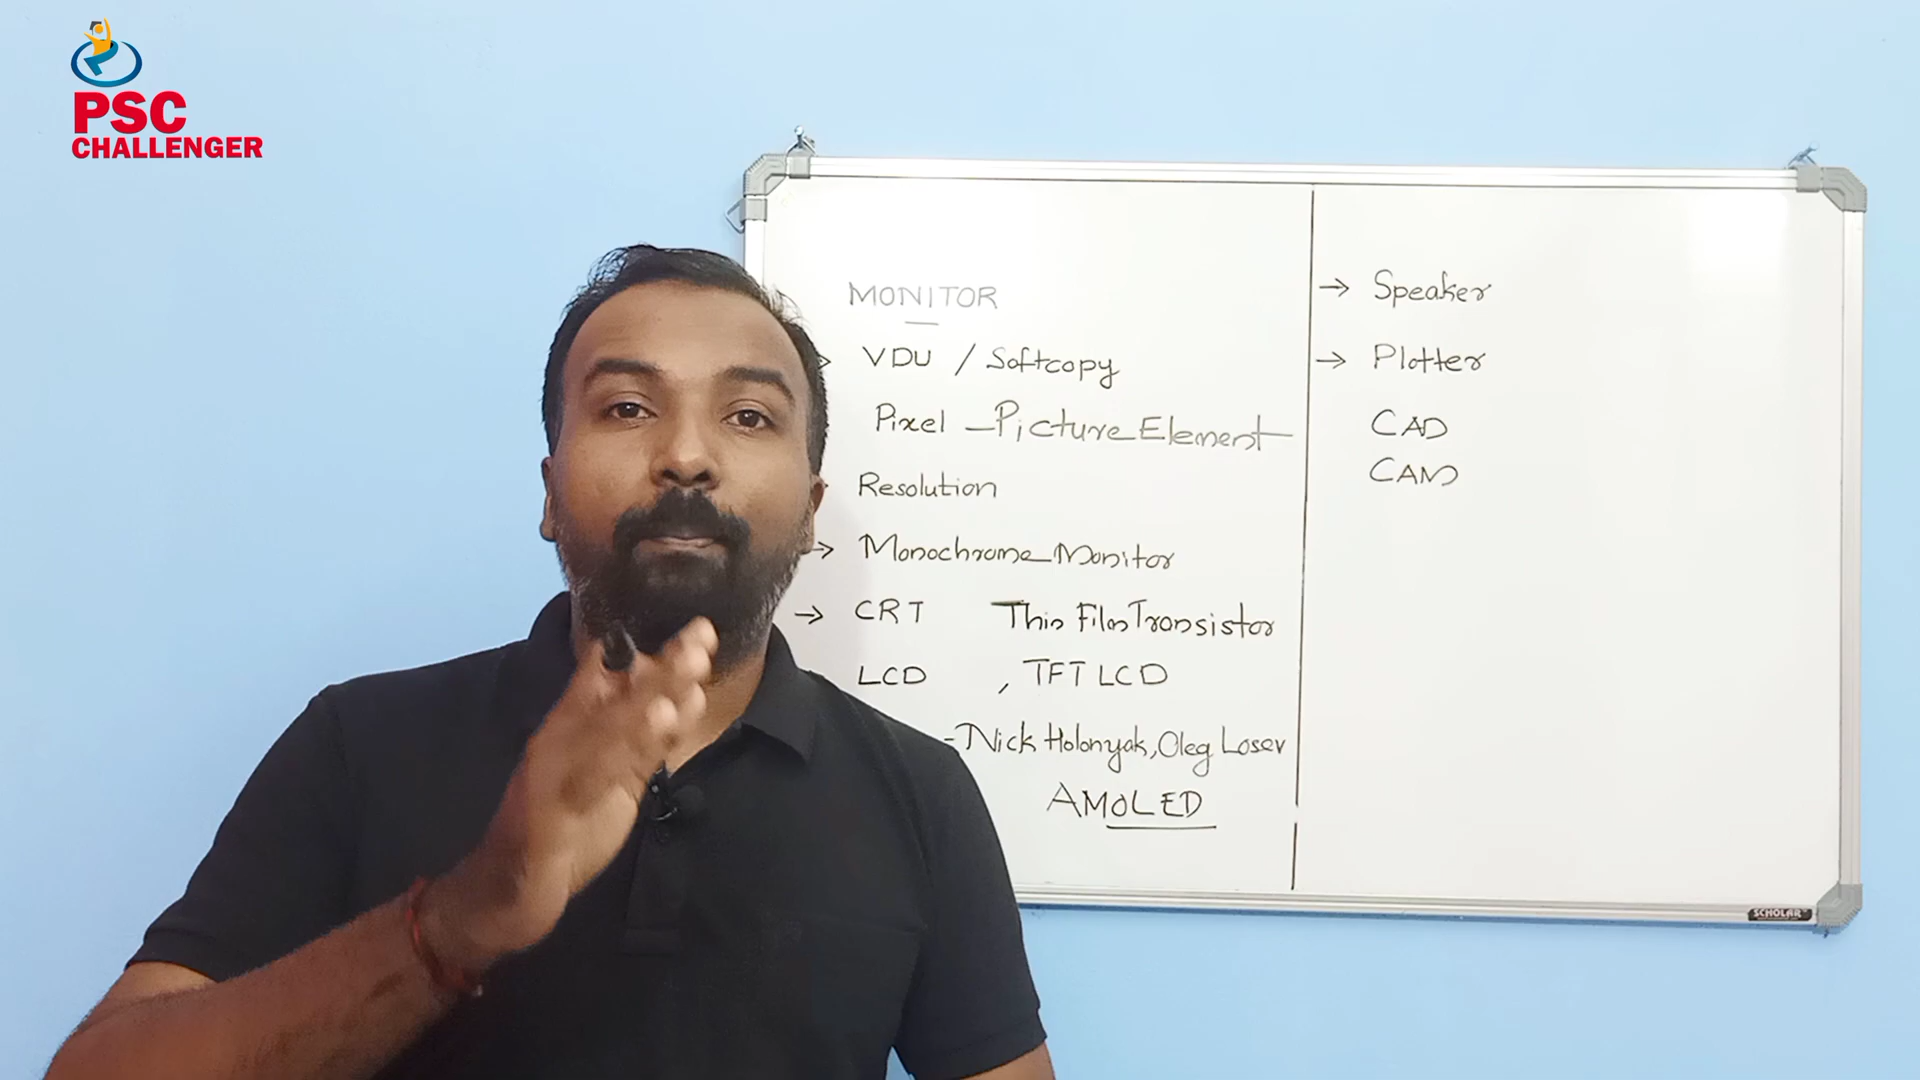 PSC
CHALLENGER
MONITOR
VDU / Softcopy
Pixel - Picture Element
Resolution
→ Monochrome Monitor
→ CRT Thin Film Transistor
LCD , TFT LCD
- Nick Holonyak, Oleg Losev
AMOLED
→ Speaker
→ Plotter
CAD
CAM
SCHOLAR